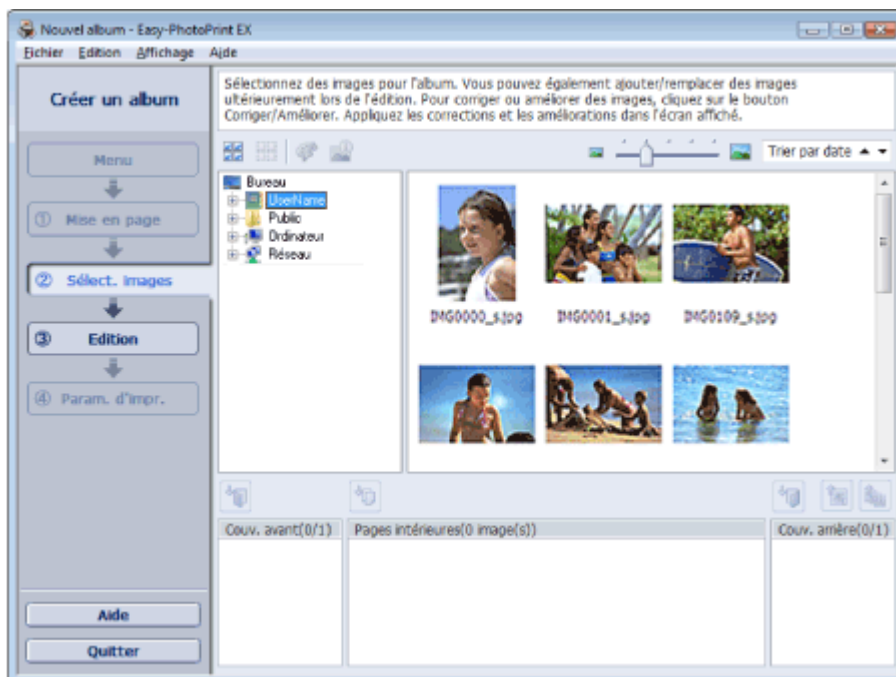 Nouvel album - Easy-PhotoPrint EX
Fichier Edition Affichage Aide
Créer un album
Menu
① Mise en page
② Sélect. images
③ Edition
④ Param. d'impr.
Aide
Quitter
Sélectionnez des images pour l'album. Vous pouvez également ajouter/remplacer des images
ultérieurement lors de l'édition. Pour corriger ou améliorer des images, cliquez sur le bouton
Corriger/Améliorer. Appliquez les corrections et les améliorations dans l'écran affiché.
Trier par date
Bureau
UserName
Public
Ordinateur
Réseau
IMG0000_s.jpg IMG0001_s.jpg IMG0109_s.jpg
Couv. avant(0/1) Pages intérieures(0 image(s)) Couv. arrière(0/1)